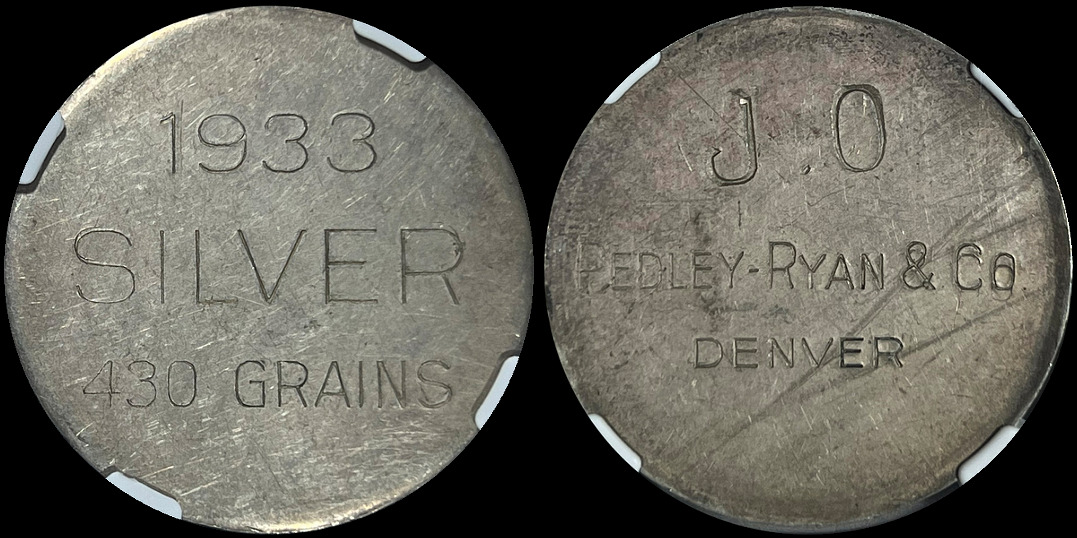 1933
SILVER
430 GRAINS
J.O
PEDLEY-RYAN & CO.
DENVER